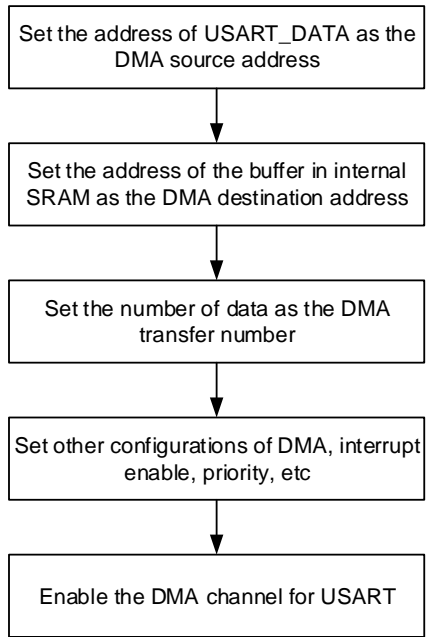 Set the address of USART_DATA as the
DMA source address
Set the address of the buffer in internal
SRAM as the DMA destination address
Set the number of data as the DMA
transfer number
Set other configurations of DMA, interrupt
enable, priority, etc
Enable the DMA channel for USART